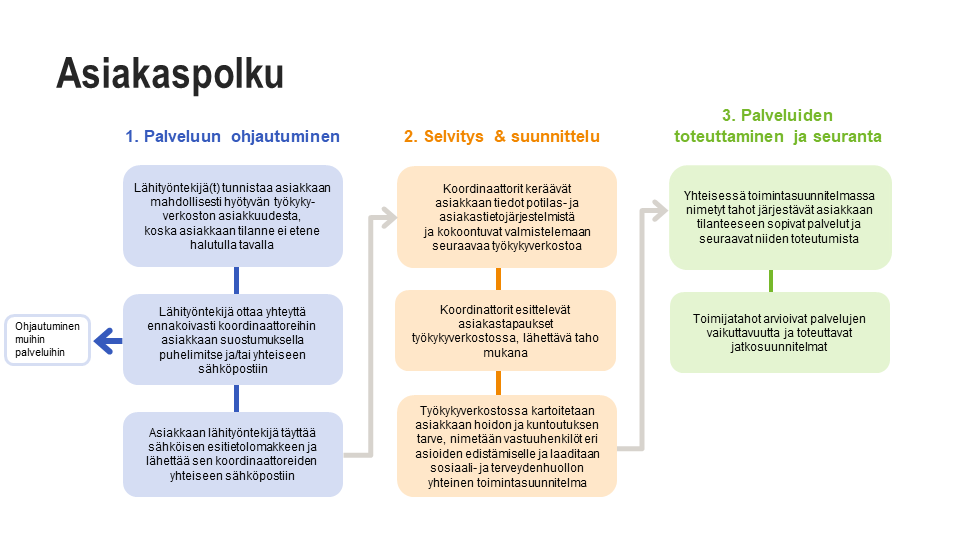 Asiakaspolku
1. Palveluun ohjautuminen
Lähityöntekijä(t) tunnistaa asiakkaan
mahdollisesti hyötyvän työkyky-
verkoston asiakkuudesta,
koska asiakkaan tilanne ei etene
halutulla tavalla
Lähityöntekijä ottaa yhteyttä
ennakoivasti koordinaattoreihin
asiakkaan suostumuksella
puhelimitse ja/tai yhteiseen
sähköpostiin
Ohjautuminen
muihin
palveluihin
Asiakkaan lähityöntekijä täyttää
sähköisen esitietolomakkeen ja
lähettää sen koordinaattoreiden
yhteiseen sähköpostiin
2. Selvitys & suunnittelu
Koordinaattorit keräävät
asiakkaan tiedot potilas- ja
asiakastietojärjestelmistä
ja kokoontuvat valmistelemaan
seuraavaa työkykyverkostoa
Koordinattorit esittelevät
asiakastapaukset
työkykyverkostossa, lähettävä taho
mukana
Työkykyverkostossa kartoitetaan
asiakkaan hoidon ja kuntoutuksen
tarve, nimetään vastuuhenkilöt eri
asioiden edistämiselle ja laaditaan
sosiaali- ja terveydenhuollon
yhteinen toimintasuunnitelma
3. Palveluiden
toteuttaminen ja seuranta
Yhteisessä toimintasuunnitelmassa
nimetyt tahot järjestävät asiakkaan
tilanteeseen sopivat palvelut ja
seuraavat niiden toteutumista
Toimijatahot arvioivat palvelujen
vaikuttavuutta ja toteuttavat
jatkosuunnitelmat